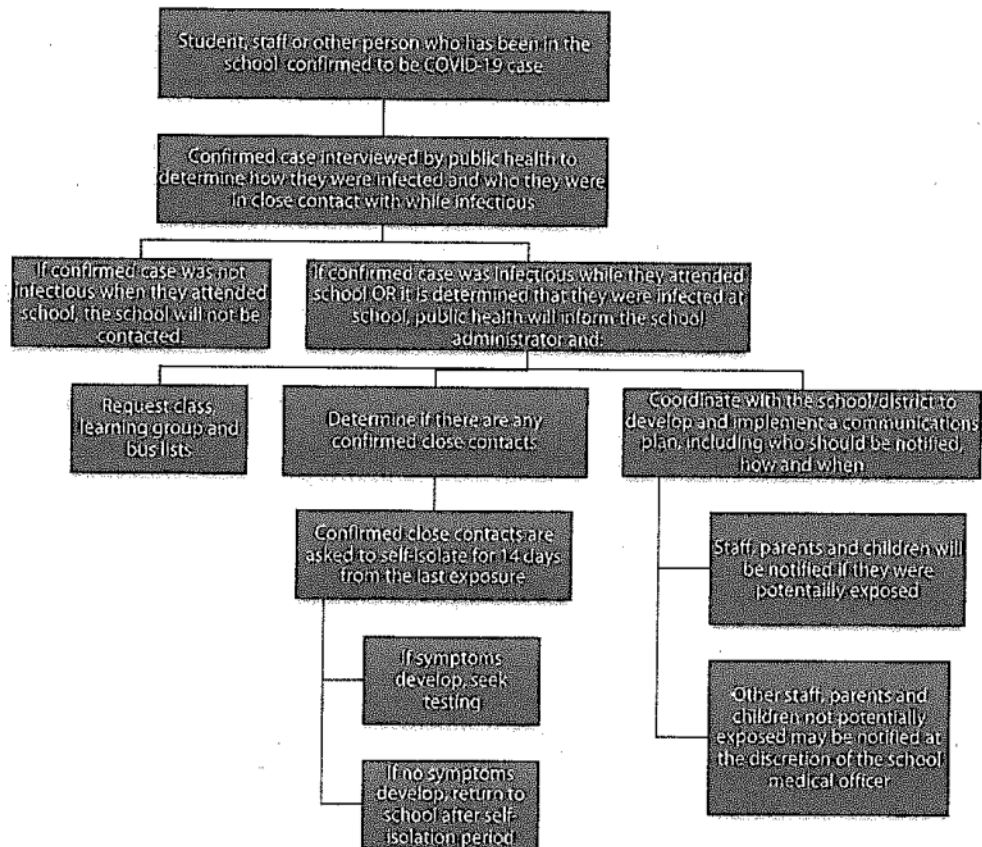 Student, staff or other person who has been in the
school confirmed to be COVID-19 case
Confirmed case interviewed by public health to
determine how they were infected and who they were
in close contact with while infectious
If confirmed case was not
infectious when they attended
school, the school will not be
contacted.
If confirmed case was infectious while they attended
school OR it is determined that they were infected at
school, public health will inform the school
administrator and:
Request class,
learning group and
bus lists
Determine if there are any
confirmed close contacts
Coordinate with the school/district to
develop and implement a communications
plan, including who should be notified,
how and when
Confirmed close contacts are
asked to self-isolate for 14 days
from the last exposure
Staff, parents and children will
be notified if they were
potentailly exposed
If symptoms
develop, seek
testing
Other staff, parents and
children not potentially
exposed may be notified at
the discretion of the school
medical officer
If no symptoms
develop, return to
school after self-
isolation period